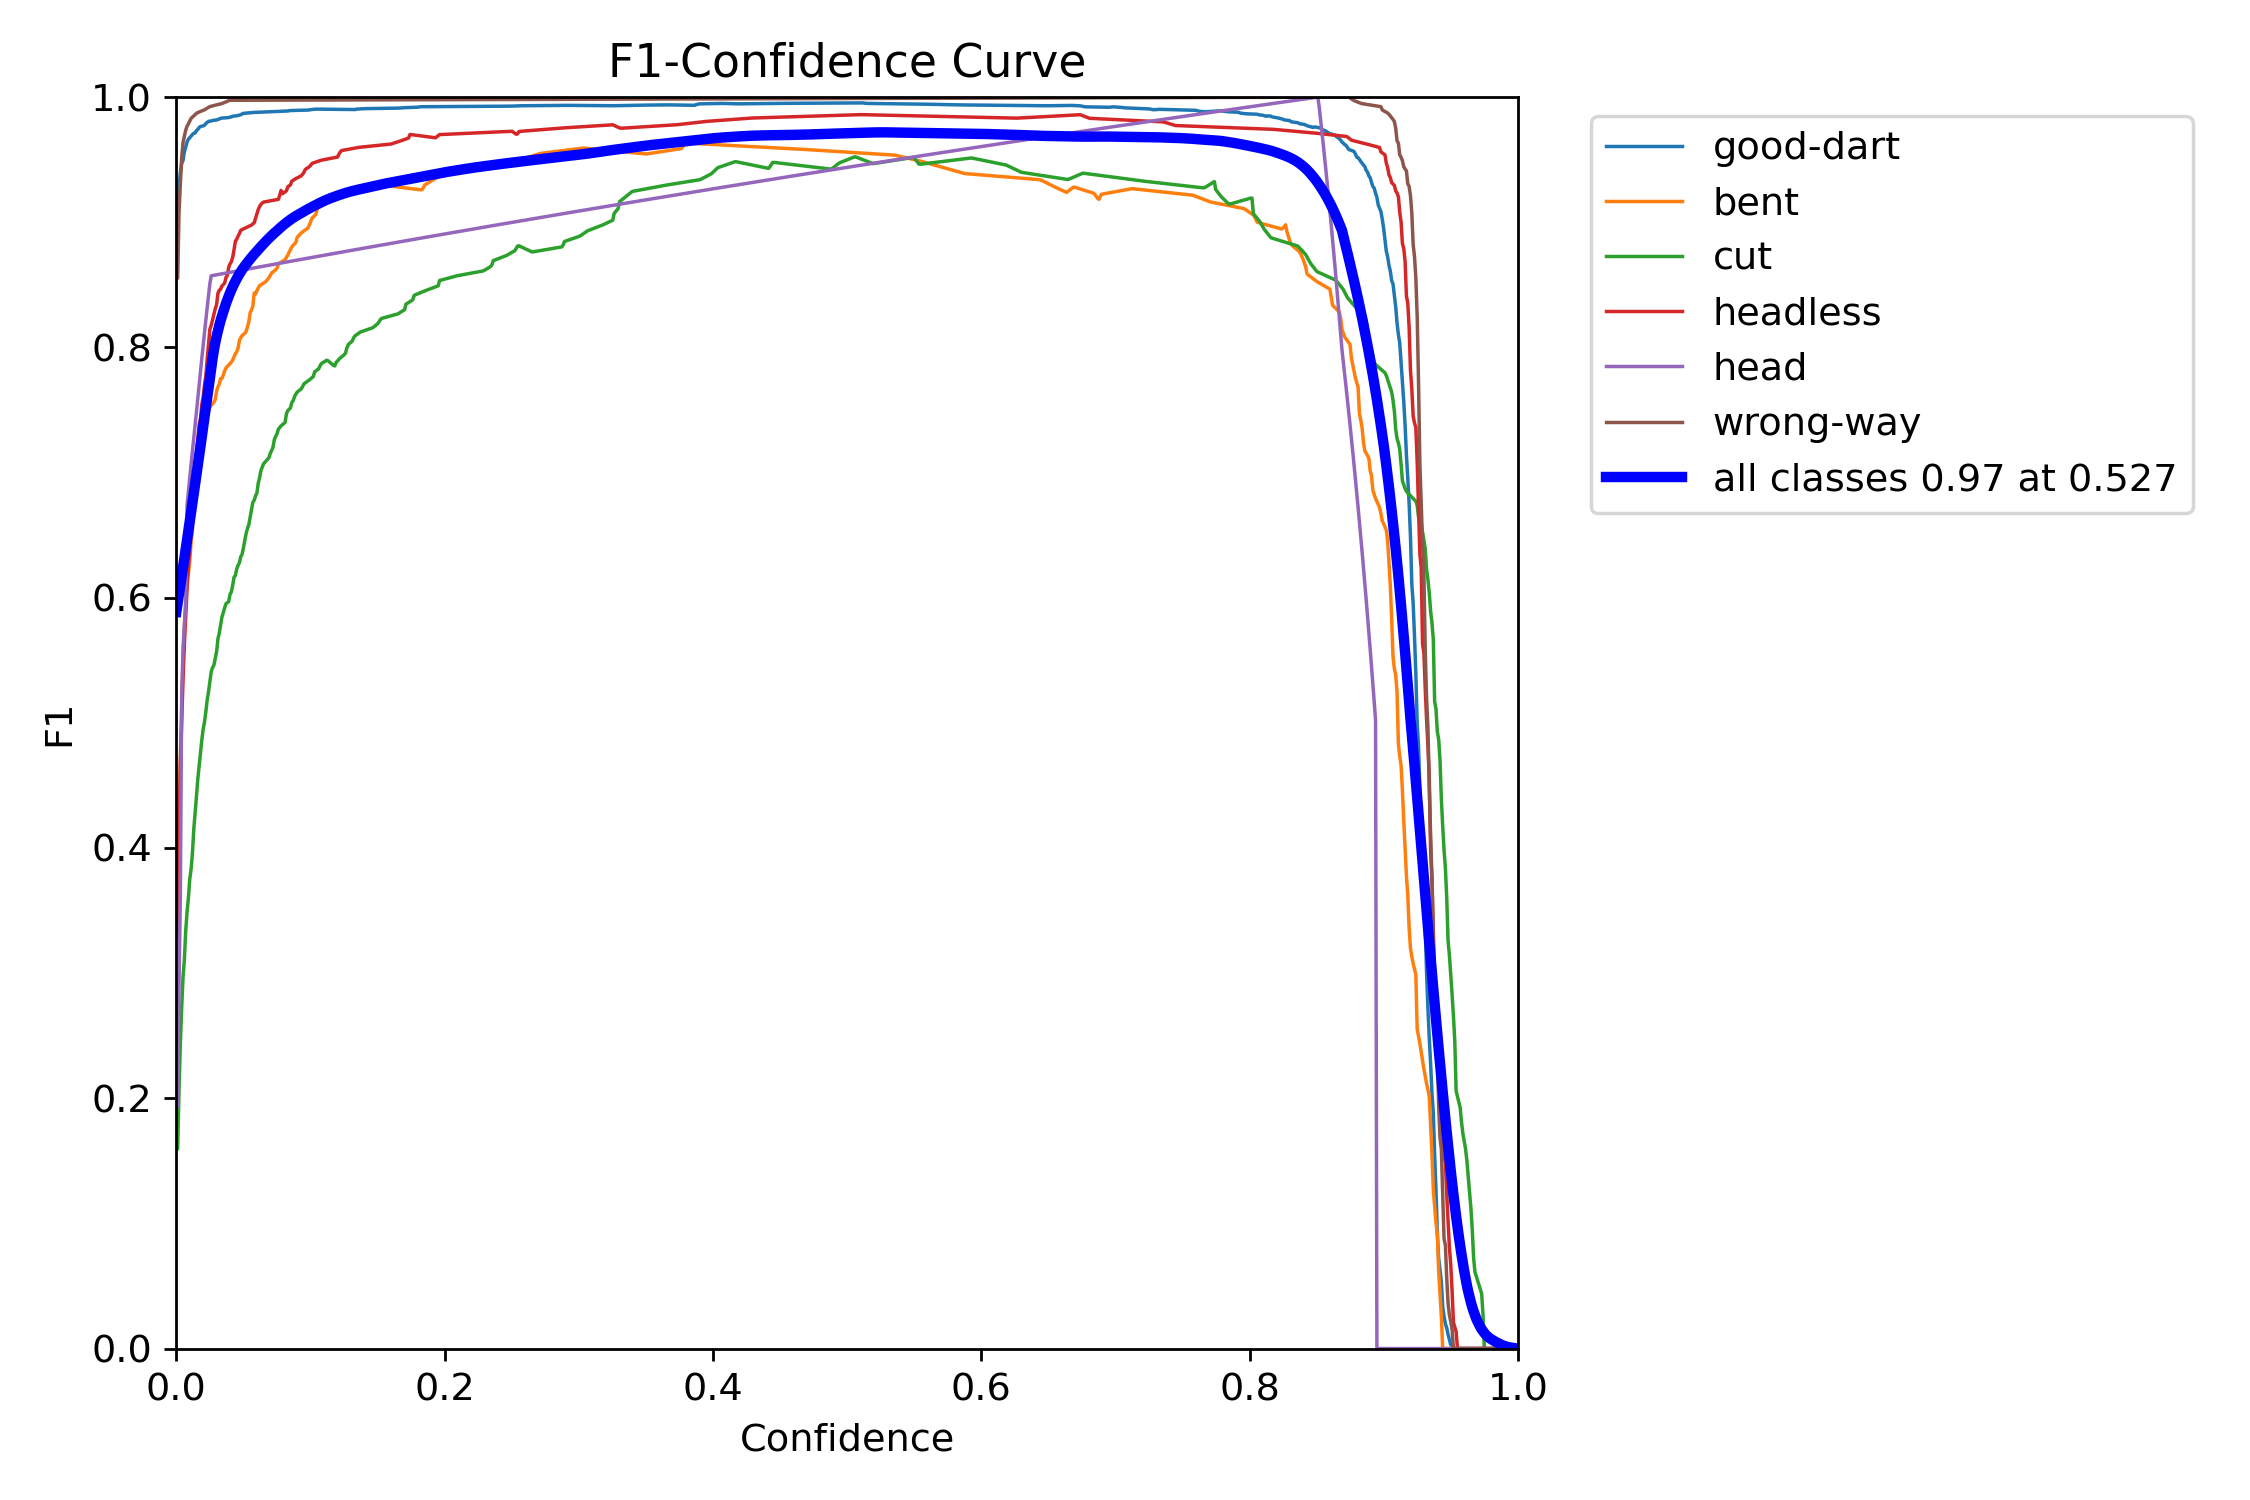 F1-Confidence Curve
1.0
0.8
0.6
0.4
0.2
0.0
F1
0.0 0.2 0.4 0.6 0.8 1.0
Confidence
good-dart
bent
cut
headless
head
wrong-way
all classes 0.97 at 0.527